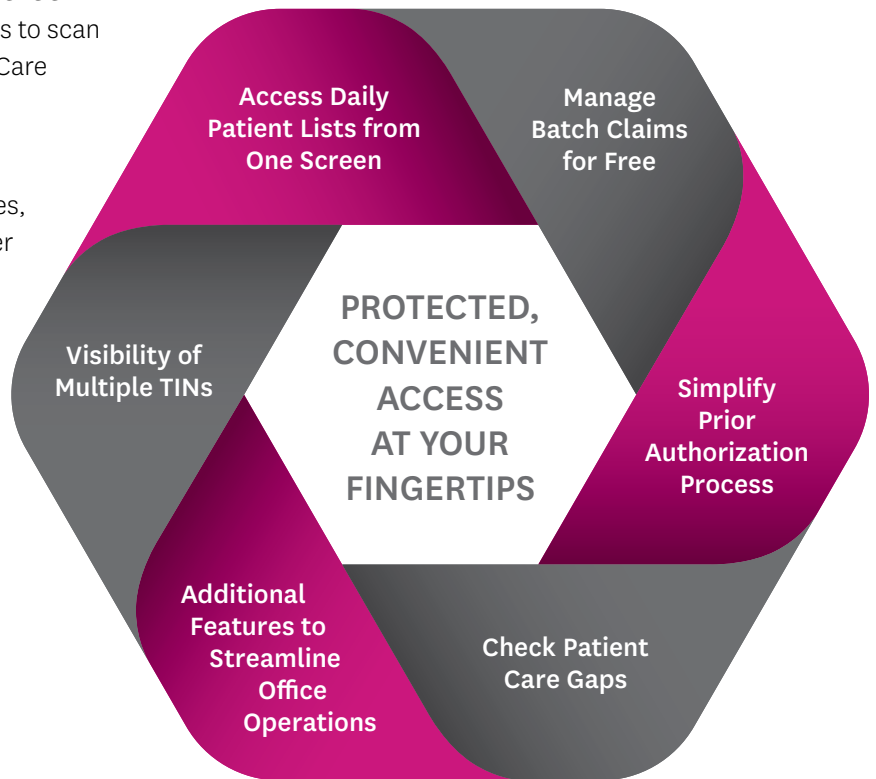 s to scan
Care
es,
er
Access Daily
Patient Lists from
One Screen
Manage
Batch Claims
for Free
Simplify
Prior
Authorization
Process
Check Patient
Care Gaps
Additional
Features to
Streamline
Office
Operations
Visibility of
Multiple TINs
PROTECTED,
CONVENIENT
ACCESS
AT YOUR
FINGERTIPS